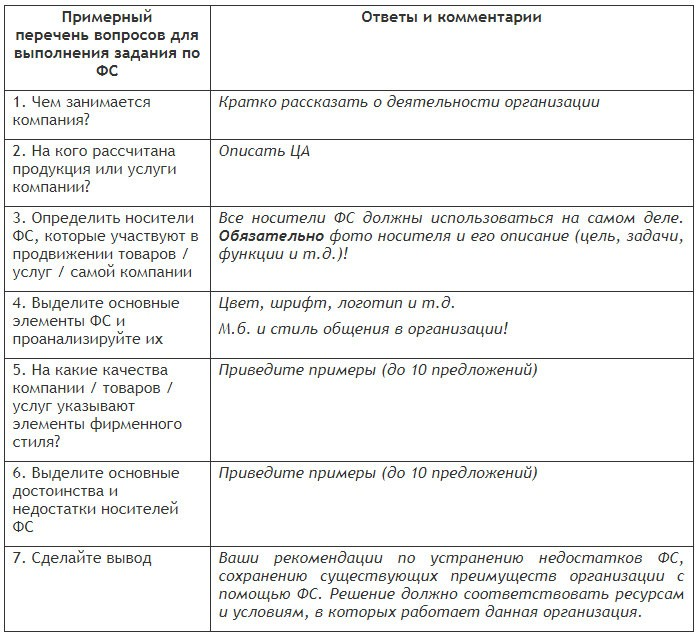 Примерный
перечень вопросов для
выполнения задания по
ФС
Ответы и комментарии
1. Чем занимается
компания?
Кратко рассказать о деятельности организации
2. На кого рассчитана
продукция или услуги
компании?
Описать ЦА
3. Определить носители
ФС, которые участвуют в
продвижении товаров /
услуг / самой компании
Все носители ФС должны использоваться на самом деле.
Обязательно фото носителя и его описание (цель, задачи,
функции и т.д.)!
4. Выделите основные
элементы ФС и
проанализируйте их
Цвет, шрифт, логотип и т.д.
М.б. и стиль общения в организации!
5. На какие качества
компании / товаров /
услуг указывают
элементы фирменного
стиля?
Приведите примеры (до 10 предложений)
6. Выделите основные
достоинства и
недостатки носителей
ФС
Приведите примеры (до 10 предложений)
7. Сделайте вывод
Ваши рекомендации по устранению недостатков ФС,
сохранению существующих преимуществ организации с
помощью ФС. Решение должно соответствовать ресурсам
и условиям, в которых работает данная организация.